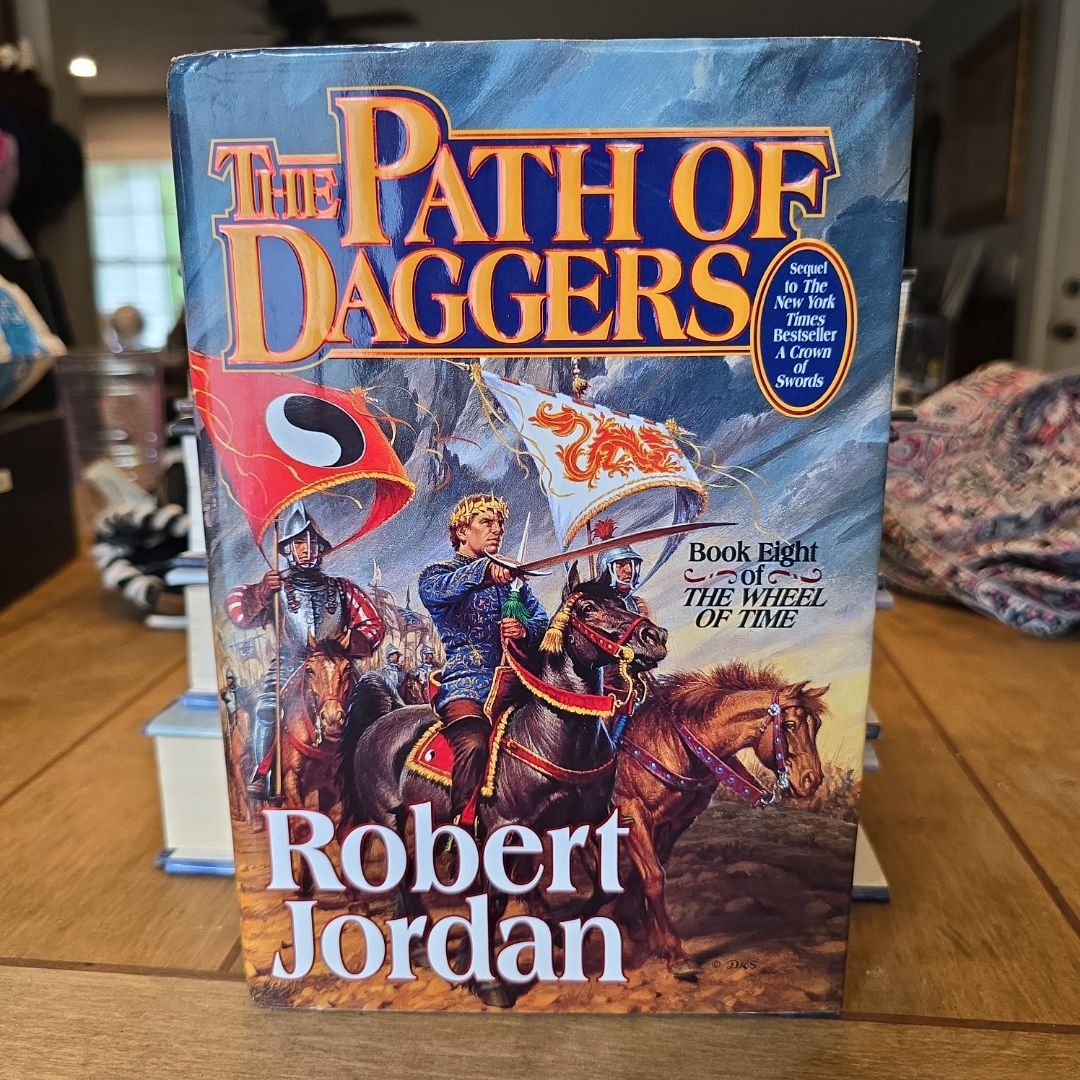 THE PATH OF
DAGGERS
Sequel
to The
New York
Times
Bestseller
A Crown
of
Swords
Book Eight
of
THE WHEEL
OF TIME
Robert
Jordan
© DKS